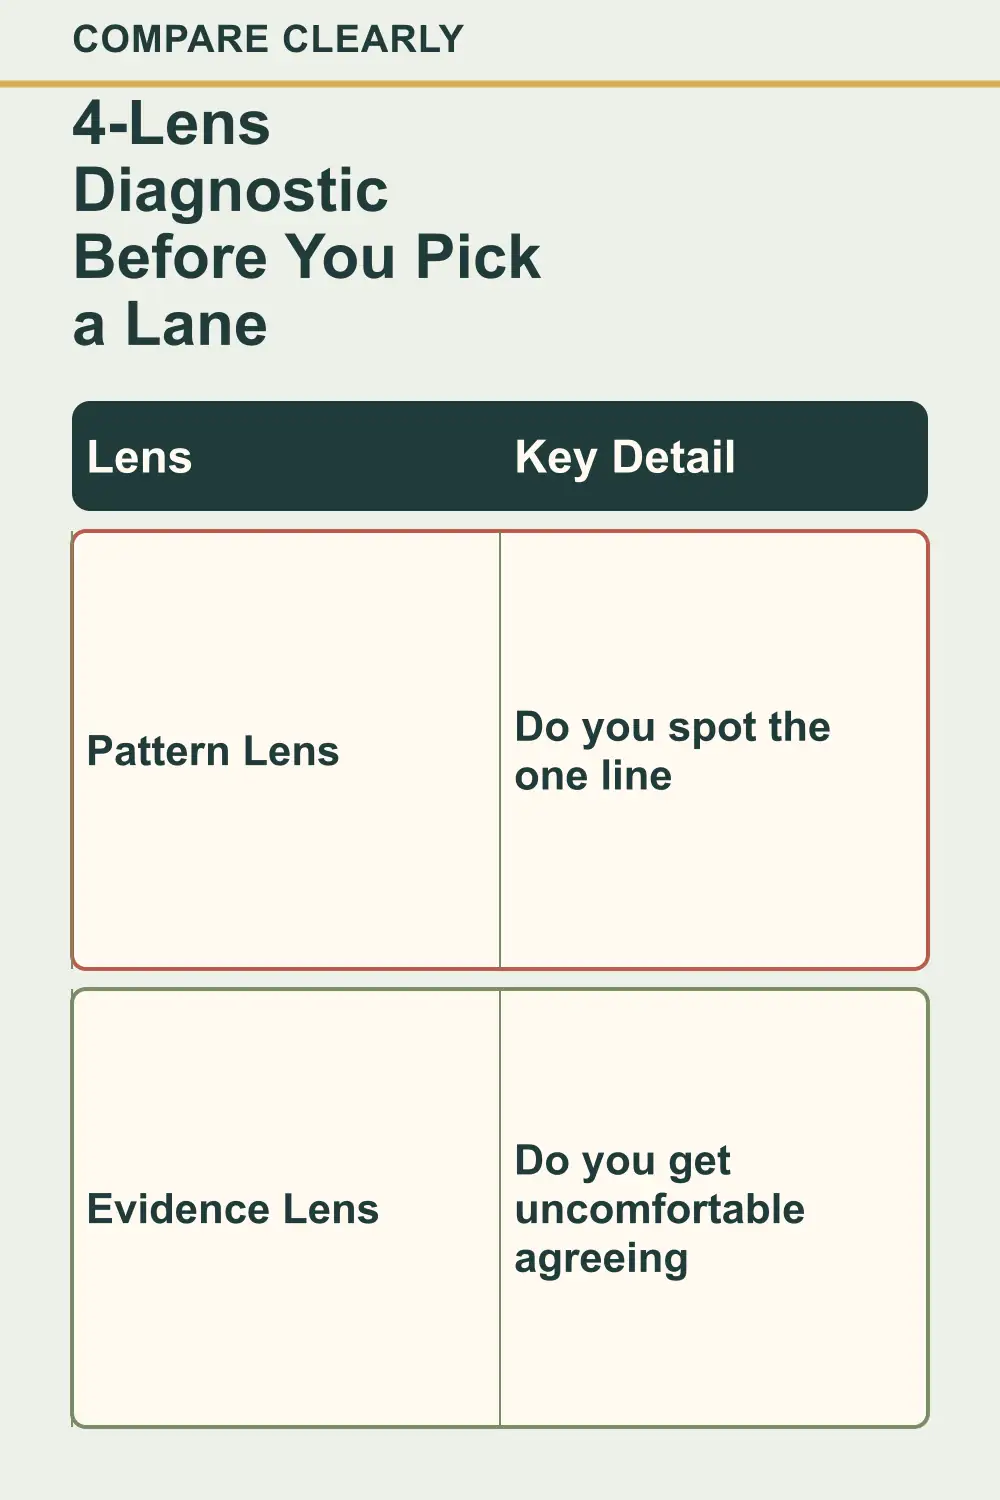 COMPARE CLEARLY
4-Lens
Diagnostic
Before You Pick
a Lane
Lens
Key Detail
Pattern Lens
Do you spot the
one line
Evidence Lens
Do you get
uncomfortable
agreeing